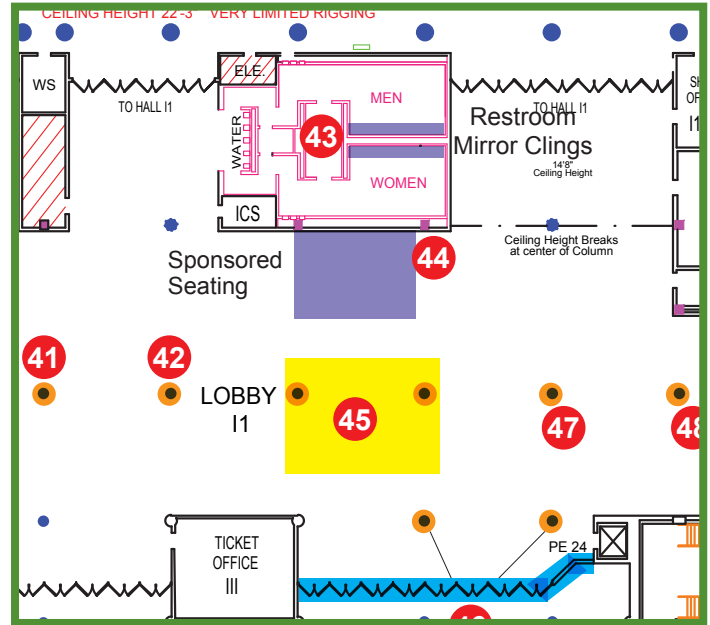 CEILING HEIGHT 22'-3" VERY LIMITED RIGGING
WS
ELE.
TO HALL I1
MEN
WATER
43
WOMEN
ICS
Restroom
TO HALL I1
Mirror Clings
14'8"
Ceiling Height
I1
Ceiling Height Breaks
at center of Column
Sponsored
Seating
44
41
42
LOBBY
I1
45
47
48
TICKET
OFFICE
III
PE 24